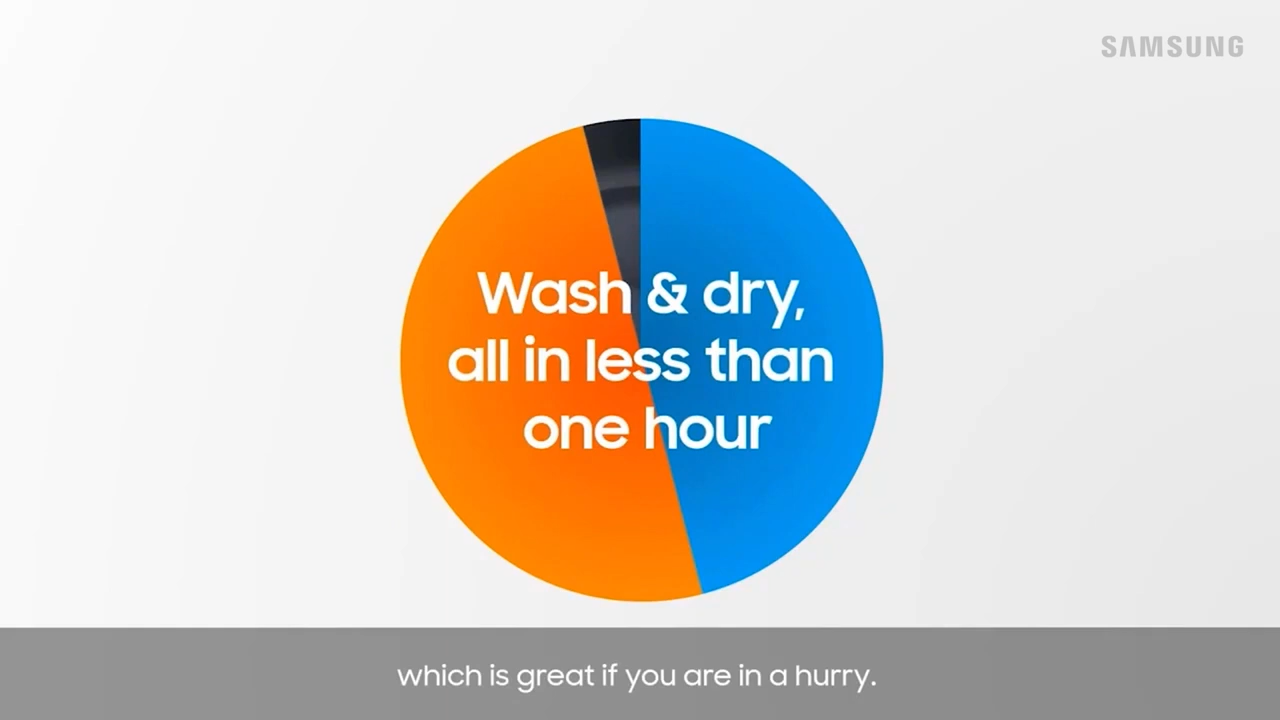 SAMSUNG
Wash & dry,
all in less than
one hour
which is great if you are in a hurry.